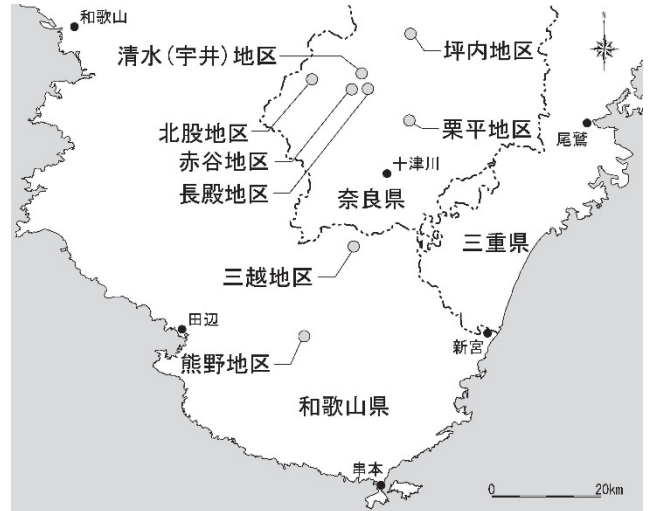 和歌山
清水(宇井)地区
坪内地区
北股地区
栗平地区
尾鷲
赤谷地区
十津川
長殿地区
奈良県
三重県
三越地区
田辺
新宮
熊野地区
和歌山県
串本
0 20km